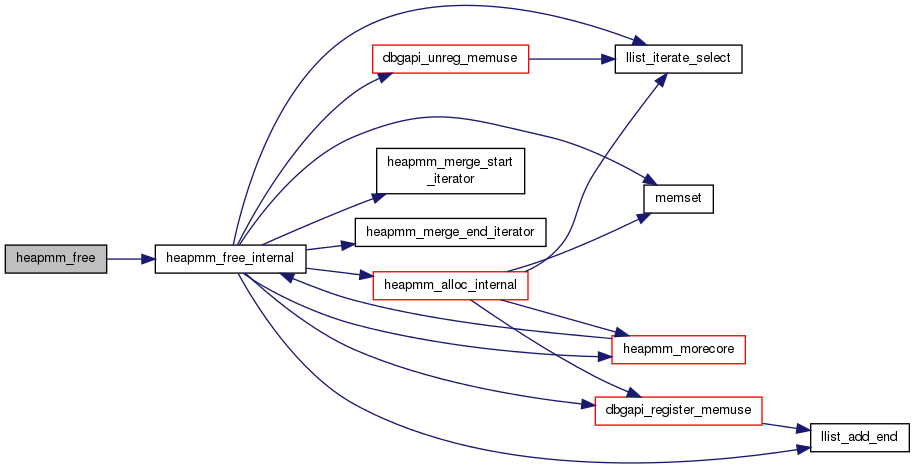 llist_iterate_select
dbgapi_unreg_memuse
heapmm_merge_start
_iterator
memset
heapmm_merge_end_iterator
heapmm_free
heapmm_free_internal
heapmm_alloc_internal
heapmm_morecore
dbgapi_register_memuse
llist_add_end